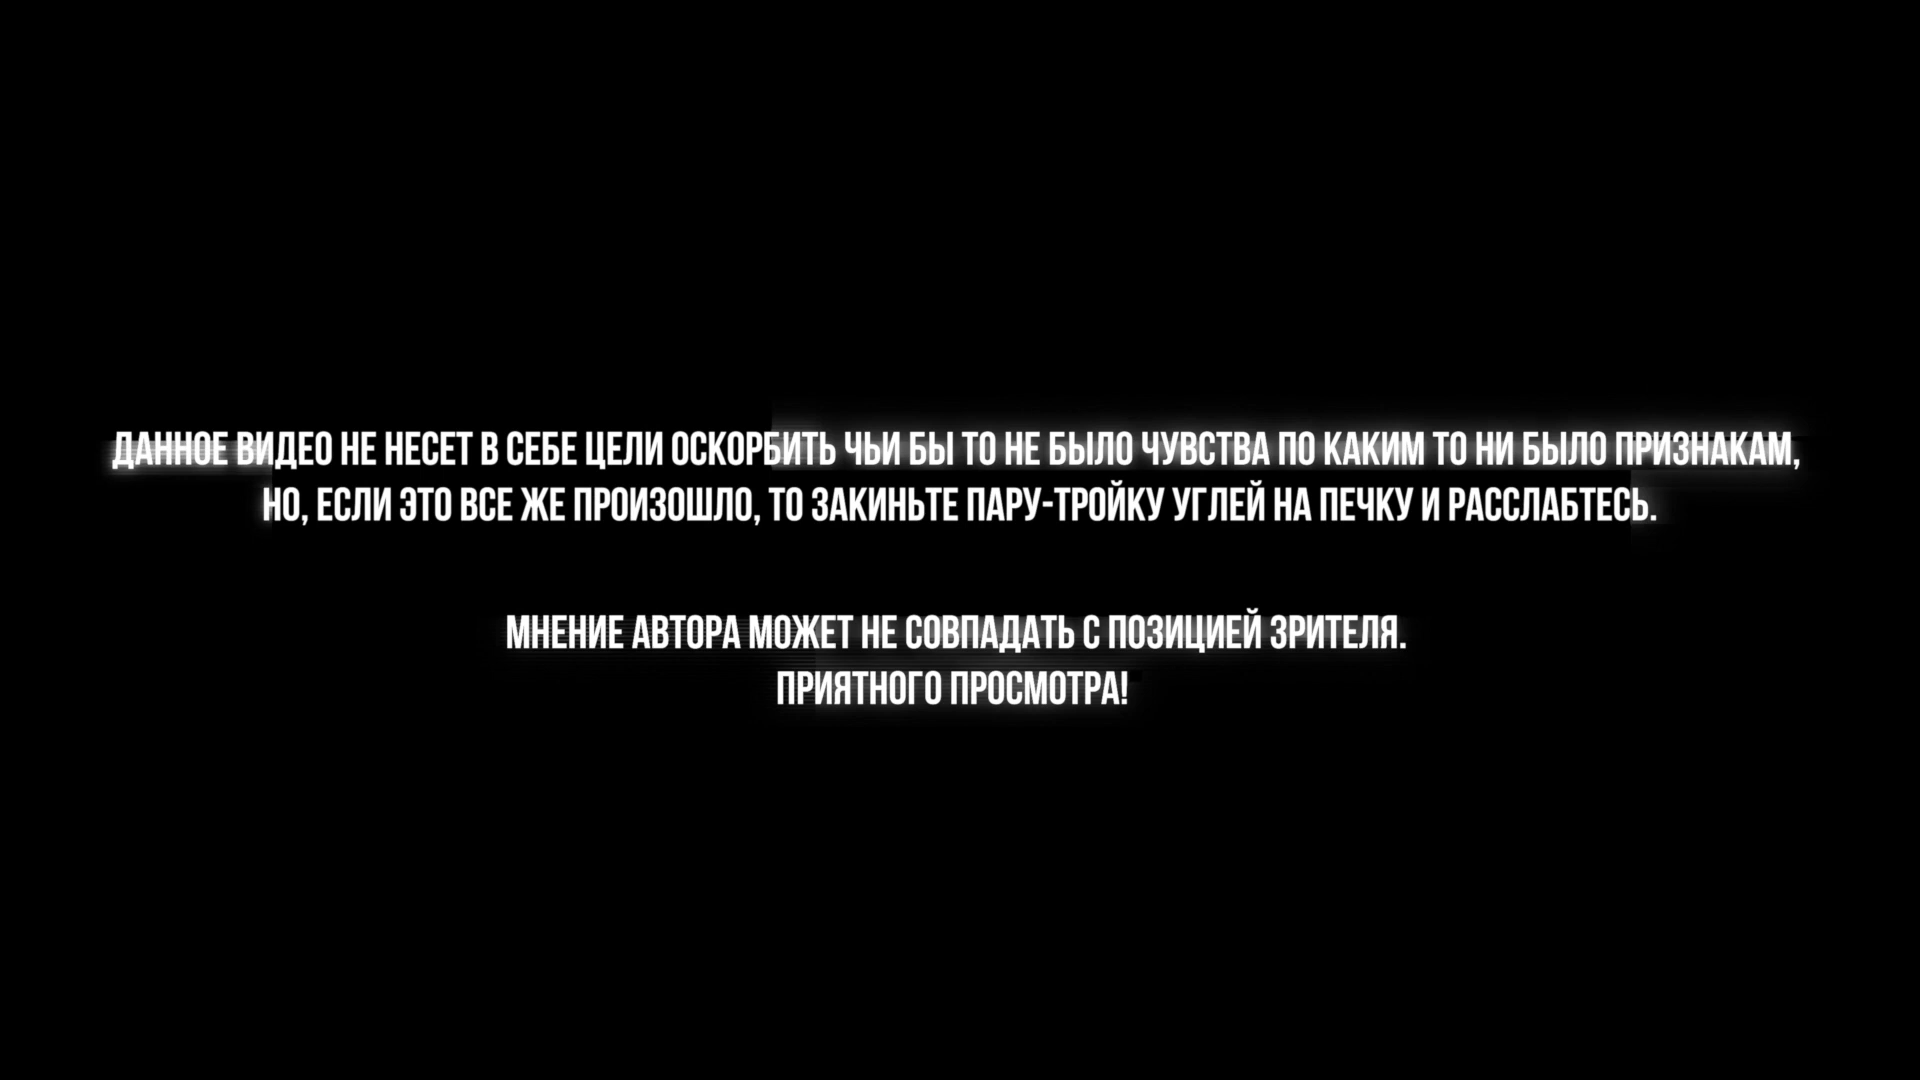 ДАННОЕ ВИДЕО НЕ НЕСЕТ В СЕБЕ ЦЕЛИ ОСКОРБИТЬ ЧЬИ БЫ ТО НЕ БЫЛО ЧУВСТВА ПО КАКИМ ТО НИ БЫЛО ПРИЗНАКАМ,
НО, ЕСЛИ ЭТО ВСЕ ЖЕ ПРОИЗОШЛО, ТО ЗАКИНЬТЕ ПАРУ-ТРОЙКУ УГЛЕЙ НА ПЕЧКУ И РАССЛАБТЕСЬ.
МНЕНИЕ АВТОРА МОЖЕТ НЕ СОВПАДАТЬ С ПОЗИЦИЕЙ ЗРИТЕЛЯ.
ПРИЯТНОГО ПРОСМОТРА!